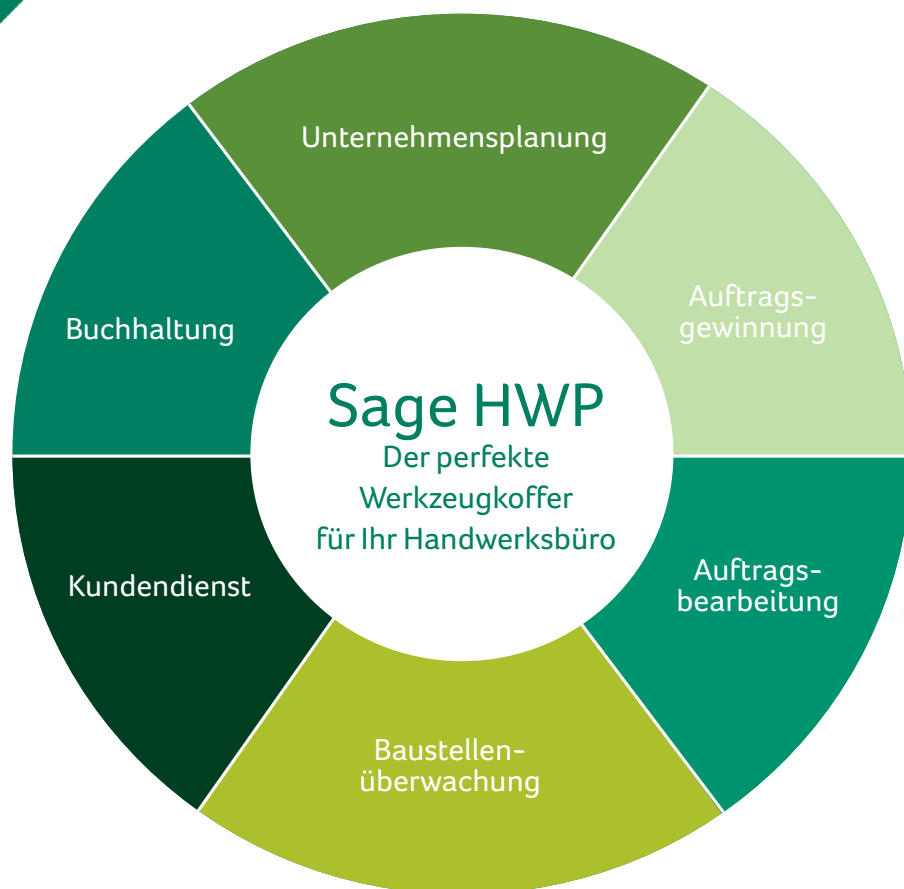 Unternehmensplanung
Auftrags-
gewinnung
Buchhaltung
Sage HWP
Der perfekte
Werkzeugkoffer
für Ihr Handwerksbüro
Auftrags-
bearbeitung
Kundendienst
Baustellen-
überwachung